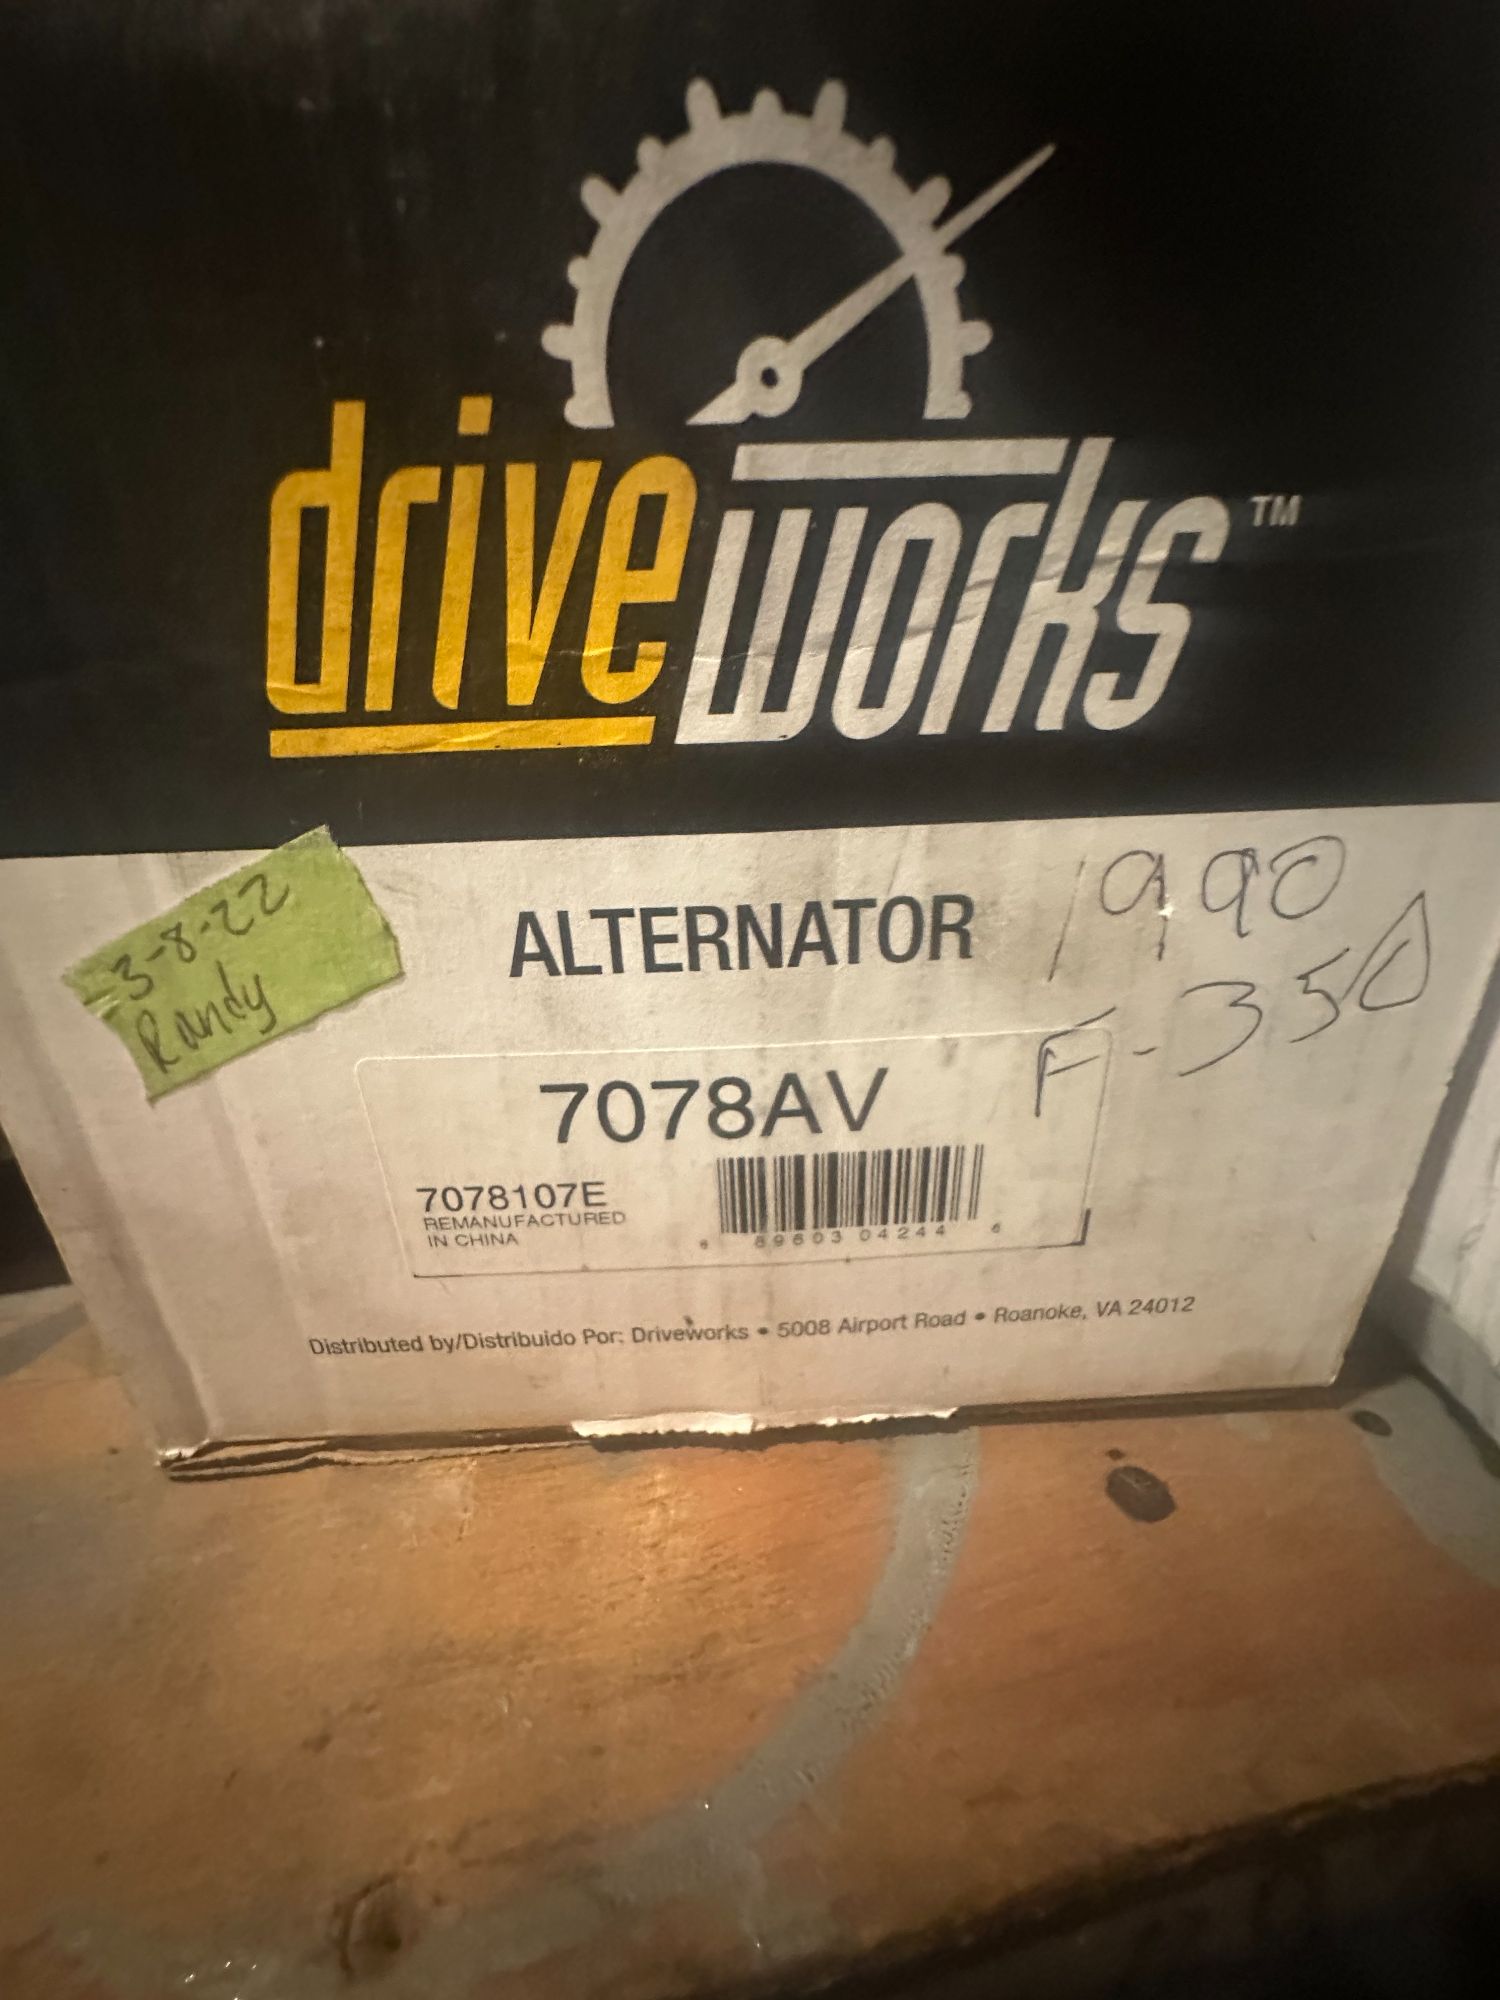 driveworks™
ALTERNATOR
1990
F-350
3-8-22
Randy
7078AV
7078107E
REMANUFACTURED
IN CHINA
6 89603 04244 6
Distributed by/Distribuido Por: Driveworks • 5008 Airport Road • Roanoke, VA 24012